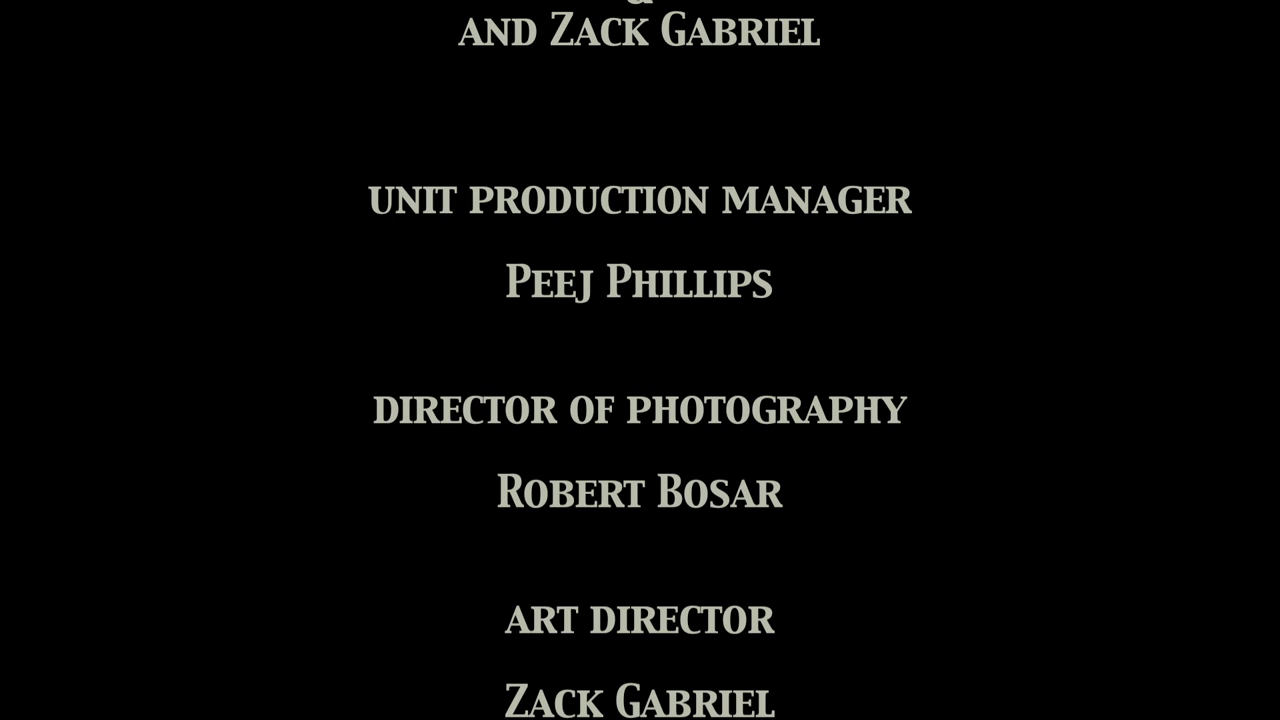 and Zack Gabriel
unit production manager
Peej Phillips
director of photography
Robert Bosar
art director
Zack Gabriel